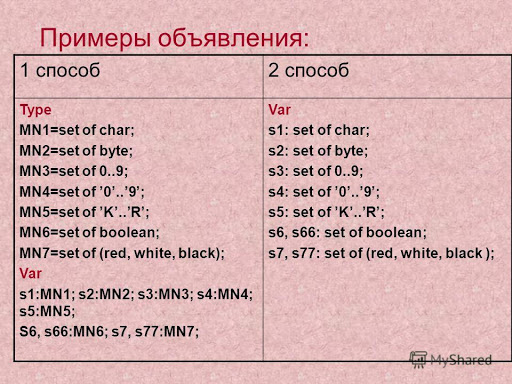 Примеры объявления:
1 способ
2 способ
Type
MN1=set of char;
MN2=set of byte;
MN3=set of 0..9;
MN4=set of ’0’..’9’;
MN5=set of ’K’..’R’;
MN6=set of boolean;
MN7=set of (red, white, black);
Var
s1:MN1; s2:MN2; s3:MN3; s4:MN4;
s5:MN5;
S6, s66:MN6; s7, s77:MN7;
Var
s1: set of char;
s2: set of byte;
s3: set of 0..9;
s4: set of ’0’..’9’;
s5: set of ’K’..’R’;
s6, s66: set of boolean;
s7, s77: set of (red, white, black );
MyShared